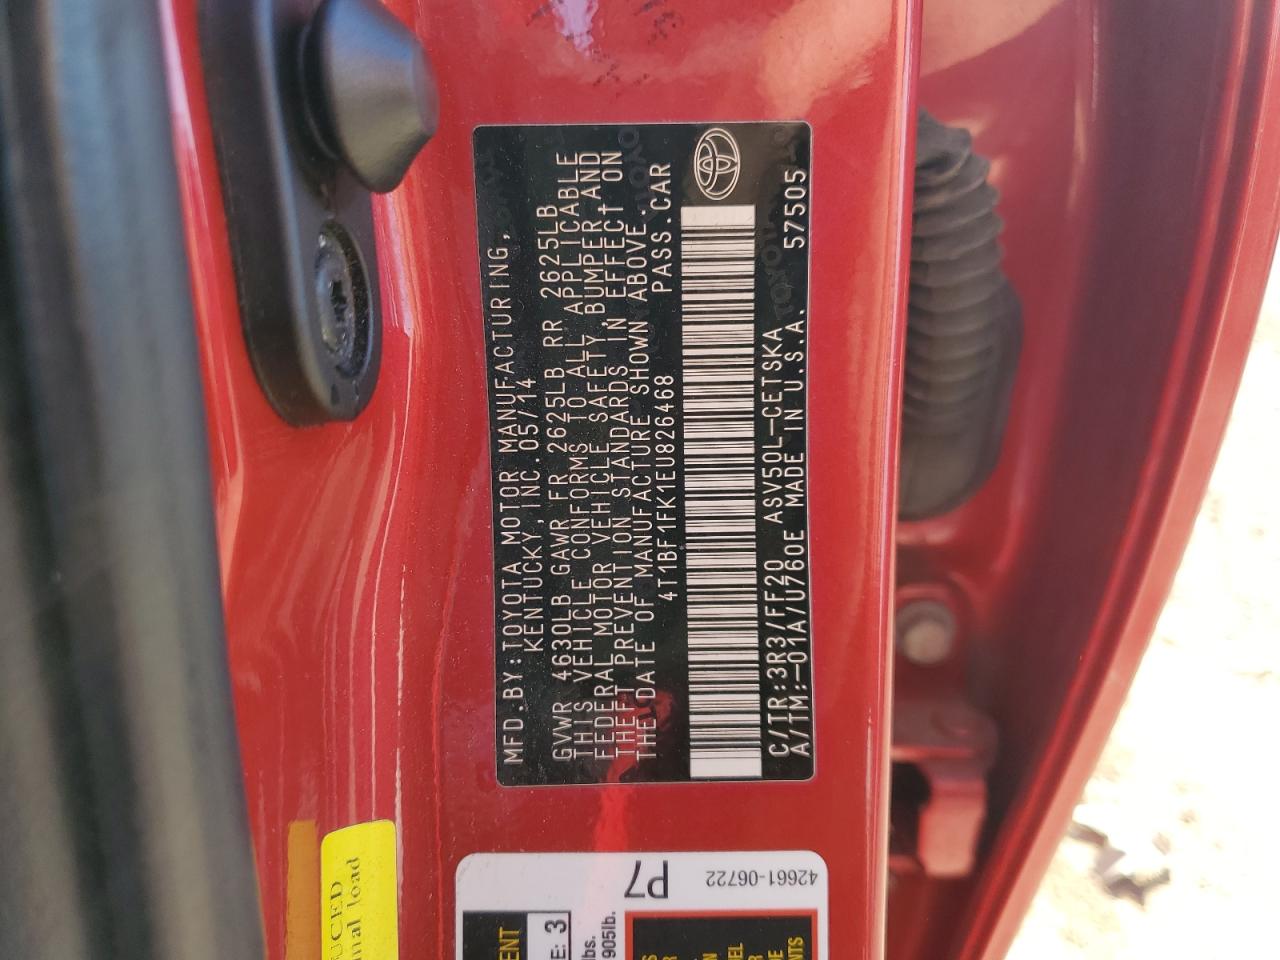 MFD.BY:TOYOTA MOTOR MANUFACTURING,
KENTUCKY,INC. 05/14
GVWR 4630LB GAWR FR 2625LB RR 2625LB
THIS VEHICLE CONFORMS TO ALL APPLICABLE
FEDERAL MOTOR VEHICLE SAFETY,BUMPER,AND
THEFT PREVENTION STANDARDS IN EFFECT ON
THE DATE OF MANUFACTURE SHOWN ABOVE.
4T1BF1FK1EU826468 PASS.CAR
C/TR:3R3/FF20 ASV50L-CETSKA
A/TM:-01A/U760E MADE IN U.S.A. 57505
42661-06722
P7
E: 3
lbs.
905lb.